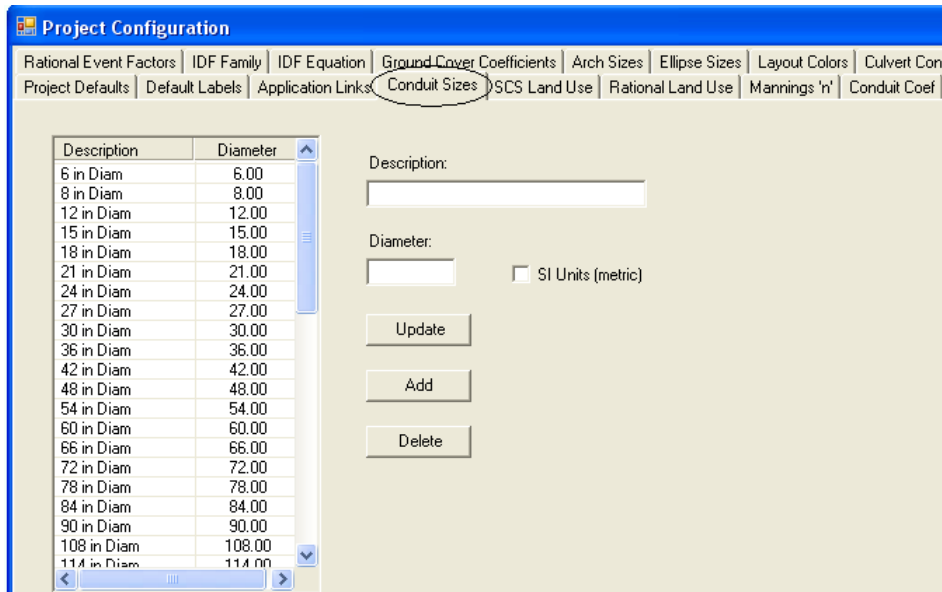 Project Configuration
Rational Event Factors IDF Family IDF Equation Ground Cover Coefficients Arch Sizes Ellipse Sizes Layout Colors Culvert Con
Project Defaults Default Labels Application Links Conduit Sizes SCS Land Use Rational Land Use Mannings 'n' Conduit Coef
Description Diameter
6 in Diam 6.00
8 in Diam 8.00
12 in Diam 12.00
15 in Diam 15.00
18 in Diam 18.00
21 in Diam 21.00
24 in Diam 24.00
27 in Diam 27.00
30 in Diam 30.00
36 in Diam 36.00
42 in Diam 42.00
48 in Diam 48.00
54 in Diam 54.00
60 in Diam 60.00
66 in Diam 66.00
72 in Diam 72.00
78 in Diam 78.00
84 in Diam 84.00
90 in Diam 90.00
108 in Diam 108.00
114 in Diam 114.00
Description:
Diameter:
SI Units (metric)
Update
Add
Delete